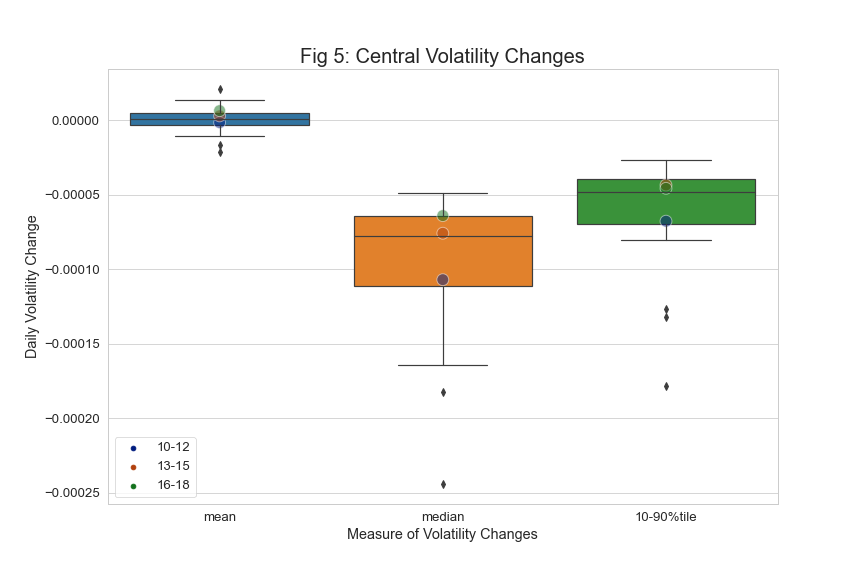 Fig 5: Central Volatility Changes
Daily Volatility Change
0.00000
−0.00005
−0.00010
−0.00015
−0.00020
−0.00025
10-12
13-15
16-18
mean
median
10-90%tile
Measure of Volatility Changes